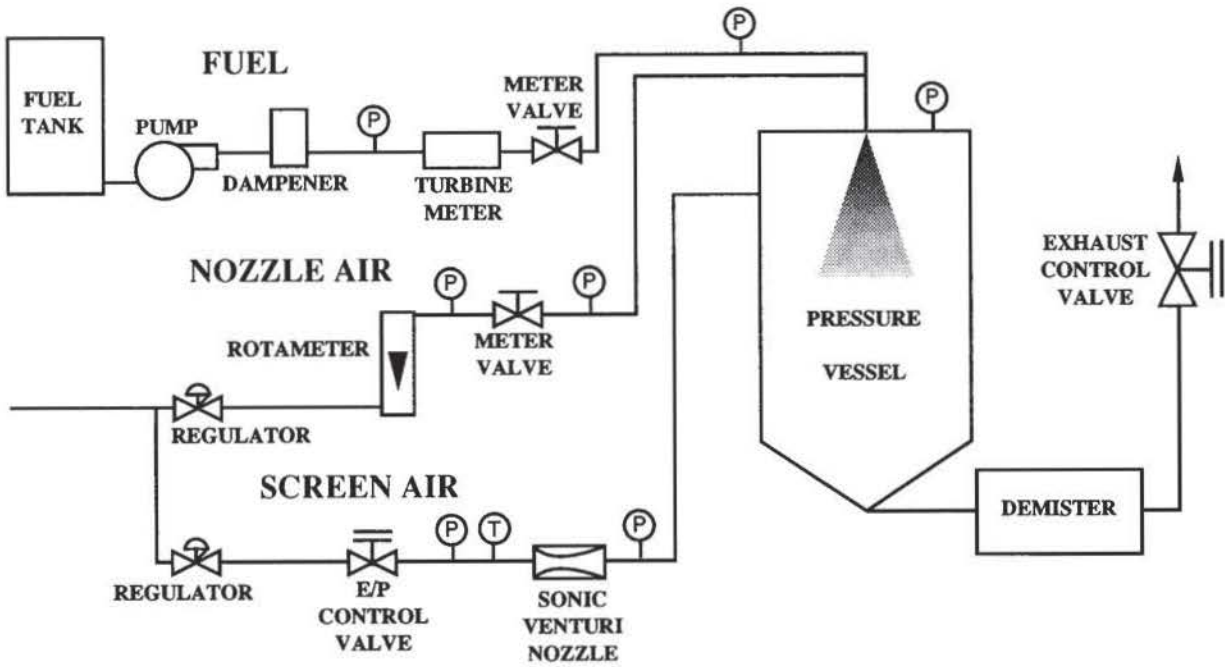 FUEL
TANK
FUEL
PUMP
DAMPENER
P
TURBINE
METER
METER
VALVE
P
P
NOZZLE AIR
ROTAMETER
P
METER
VALVE
P
REGULATOR
SCREEN AIR
REGULATOR
E/P
CONTROL
VALVE
P
T
SONIC
VENTURI
NOZZLE
P
PRESSURE
VESSEL
DEMISTER
EXHAUST
CONTROL
VALVE